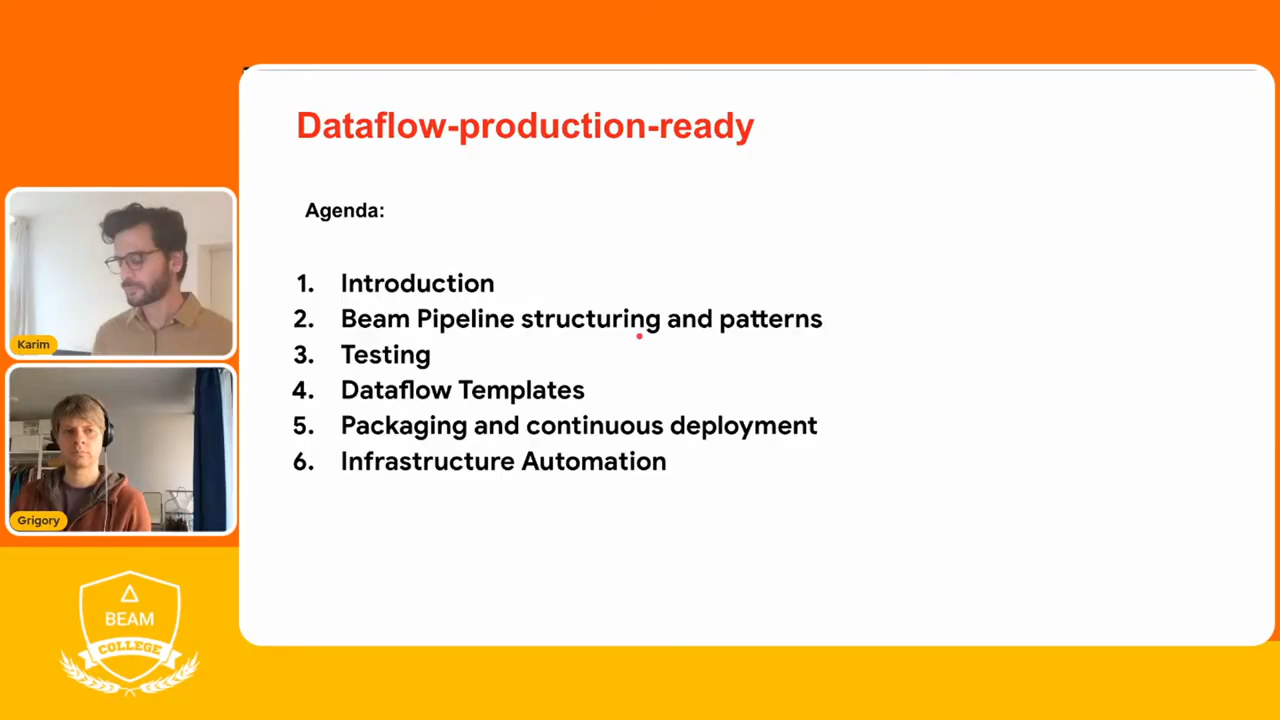 Dataflow-production-ready
Agenda:
1. Introduction
2. Beam Pipeline structuring and patterns
3. Testing
4. Dataflow Templates
5. Packaging and continuous deployment
6. Infrastructure Automation
Karim
Grigory
BEAM
COLLEGE